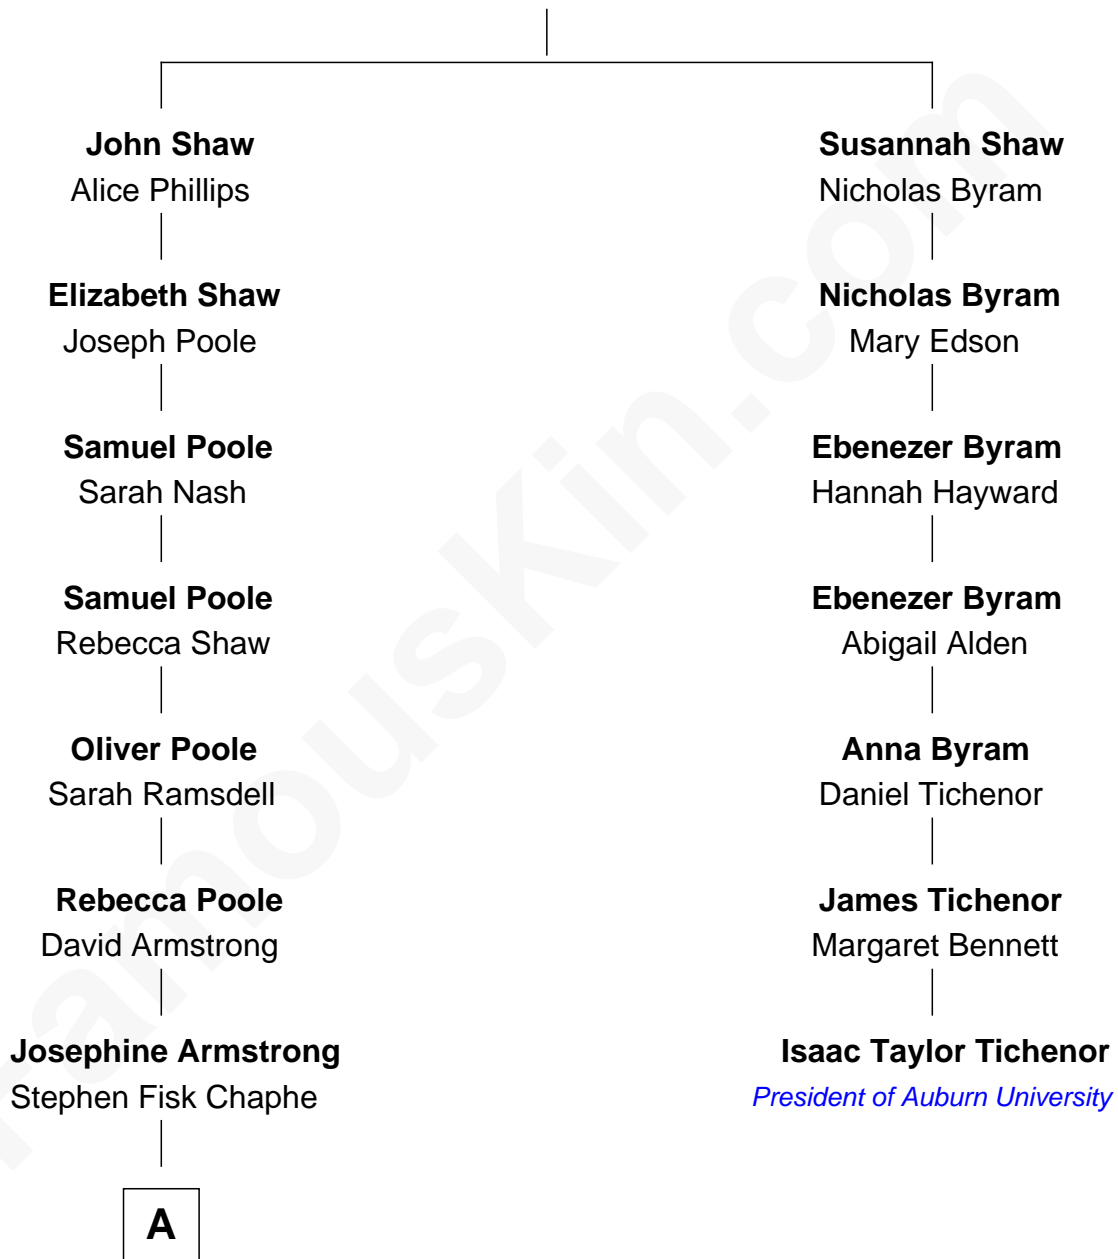 John Shaw
Alice Phillips
Susannah Shaw
Nicholas Byram
Elizabeth Shaw
Joseph Poole
Nicholas Byram
Mary Edson
Samuel Poole
Sarah Nash
Ebenezer Byram
Hannah Hayward
Samuel Poole
Rebecca Shaw
Ebenezer Byram
Abigail Alden
Oliver Poole
Sarah Ramsdell
Anna Byram
Daniel Tichenor
Rebecca Poole
David Armstrong
James Tichenor
Margaret Bennett
Josephine Armstrong
Stephen Fisk Chaphe
Isaac Taylor Tichenor
President of Auburn University
A
FamousKin.com